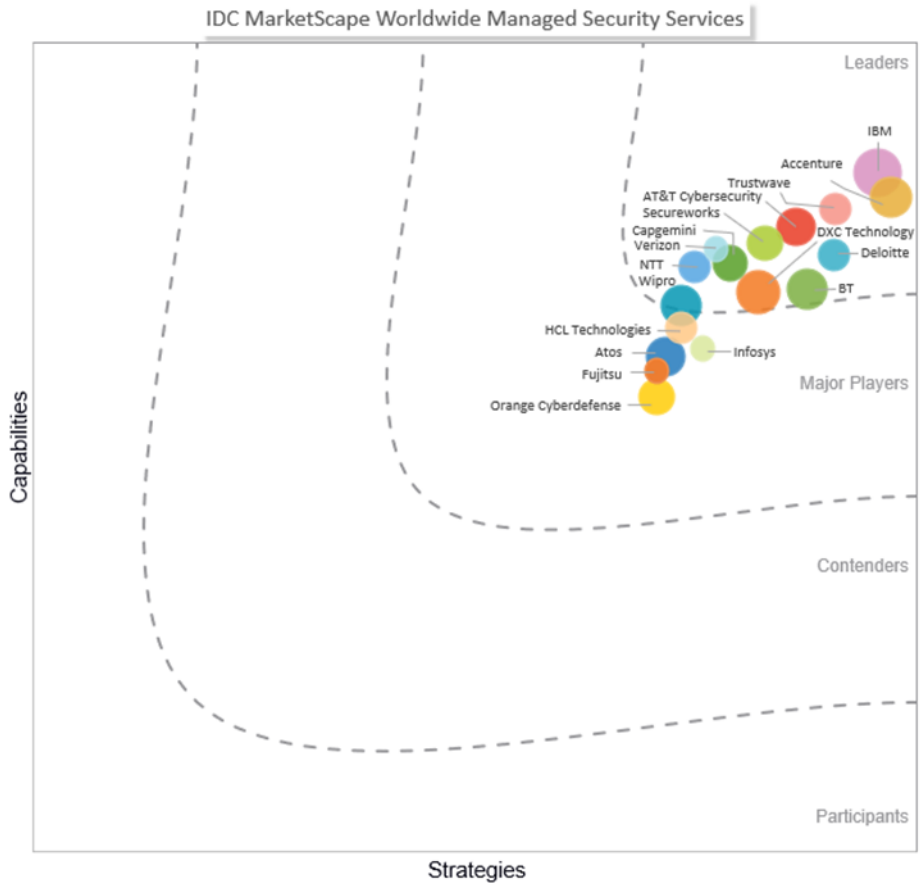 IDC MarketScape Worldwide Managed Security Services
Leaders
IBM
Accenture
Trustwave
AT&T Cybersecurity
Secureworks
Capgemini
DXC Technology
Verizon
Deloitte
NTT
Wipro
BT
HCL Technologies
Atos
Infosys
Fujitsu
Major Players
Orange Cyberdefense
Capabilities
Contenders
Participants
Strategies